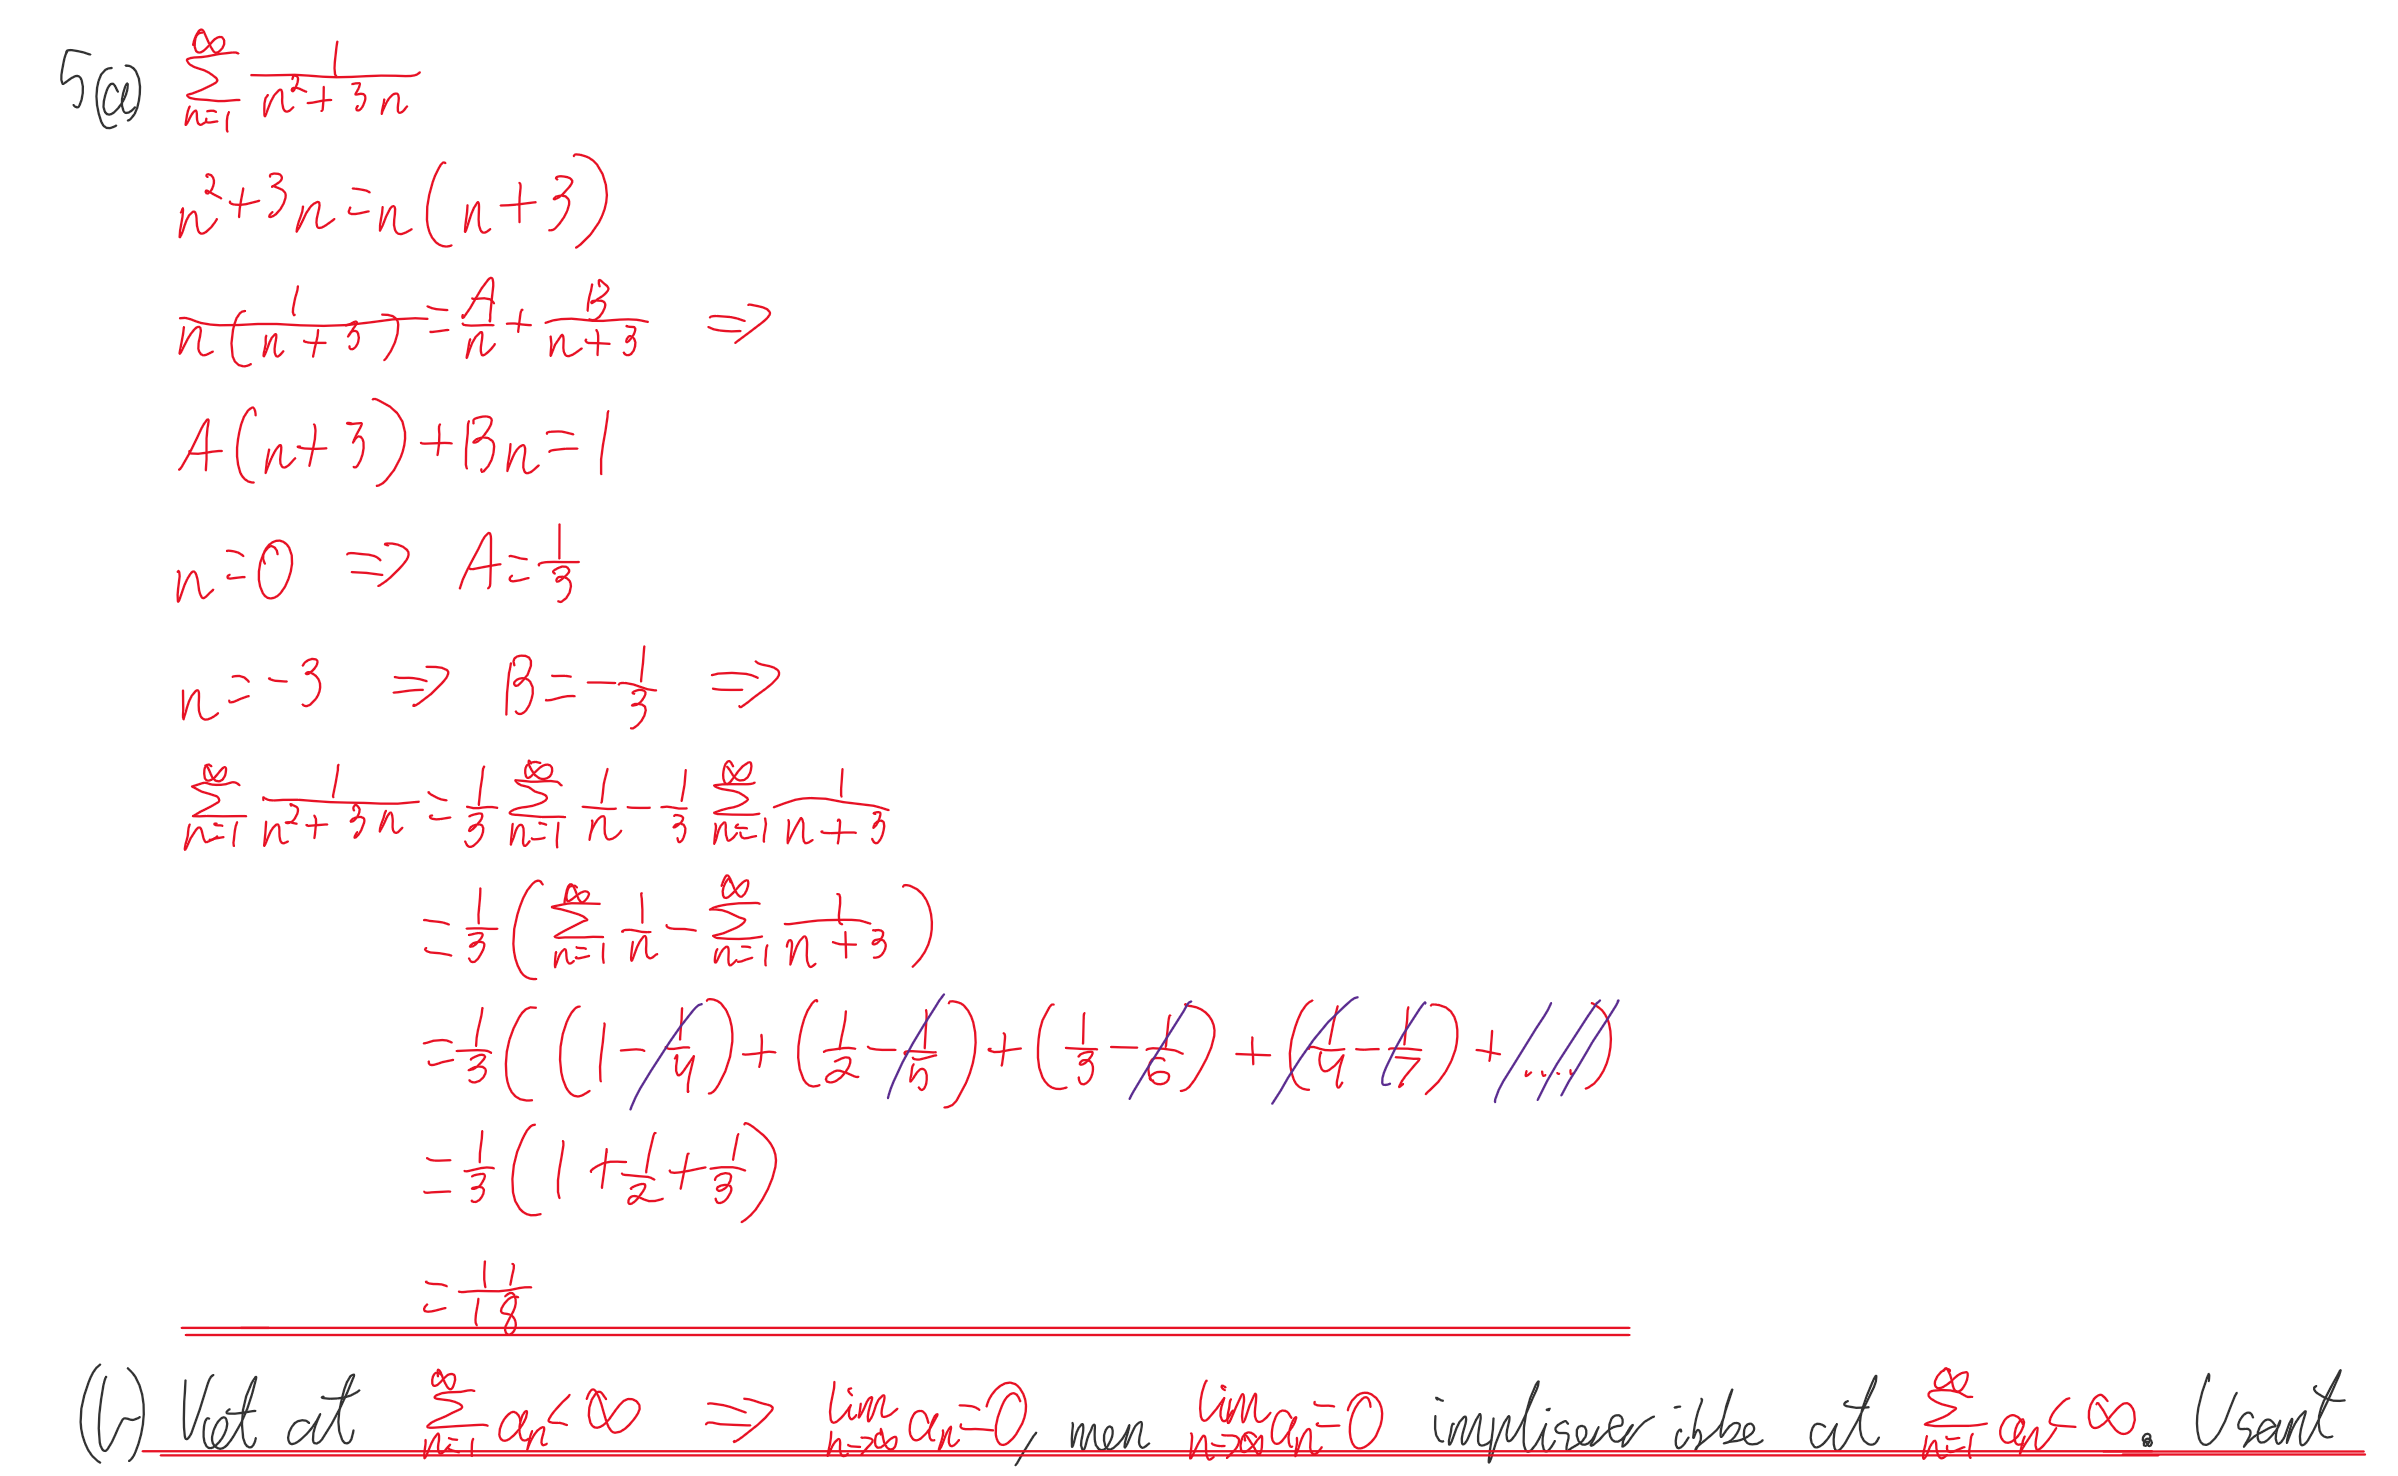 5(a) ∑_{n=1}^{∞} 1/(n²+3n)
n²+3n=n(n+3)
1/(n(n+3))=A/n+B/(n+3) ⇒
A(n+3)+Bn=1
n=0 ⇒ A=1/3
n=-3 ⇒ B=-1/3 ⇒
∑_{n=1}^{∞} 1/(n²+3n)=1/3 ∑_{n=1}^{∞} 1/n-1/3 ∑_{n=1}^{∞} 1/(n+3)
=1/3(∑_{n=1}^{∞} 1/n-∑_{n=1}^{∞} 1/(n+3))
=1/3((1-1/4)+(1/2-1/5)+(1/3-1/6)+(1/4-1/7)+....)
=1/3(1+1/2+1/3)
=11/18
(b) Vet at ∑_{n=1}^{∞} aₙ<∞ ⇒ lim_{n→∞} aₙ=0, men lim_{n→∞} aₙ=0 impliserer ikke at ∑_{n=1}^{∞} aₙ<∞. Usant